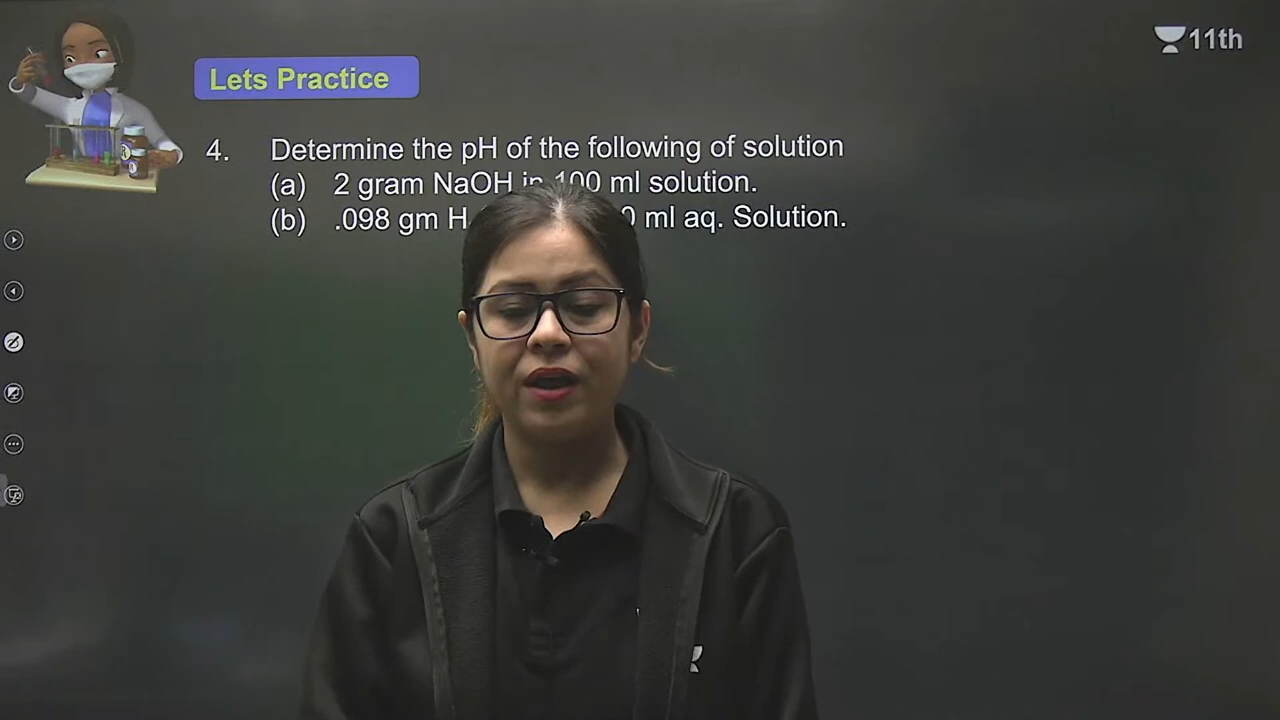 11th
Lets Practice
4. Determine the pH of the following of solution
(a) 2 gram NaOH in 100 ml solution.
(b) .098 gm H 0 ml aq. Solution.